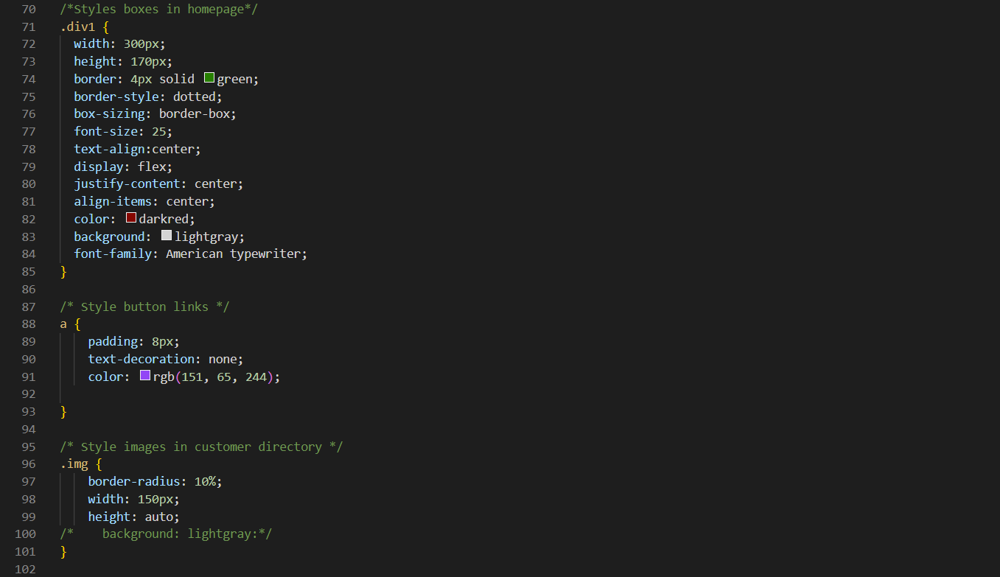 70 /*Styles boxes in homepage*/
71 .div1 {
72 width: 300px;
73 height: 170px;
74 border: 4px solid green;
75 border-style: dotted;
76 box-sizing: border-box;
77 font-size: 25;
78 text-align:center;
79 display: flex;
80 justify-content: center;
81 align-items: center;
82 color: darkred;
83 background: lightgray;
84 font-family: American typewriter;
85 }
86
87 /* Style button links */
88 a {
89 padding: 8px;
90 text-decoration: none;
91 color: rgb(151, 65, 244);
92
93 }
94
95 /* Style images in customer directory */
96 .img {
97 border-radius: 10%;
98 width: 150px;
99 height: auto;
100 /*    background: lightgray:*/
101 }
102